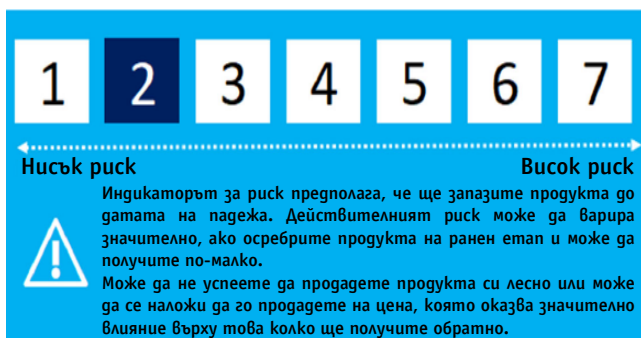 1 2 3 4 5 6 7
Нисък риск Висок риск
Индикаторът за риск предполага, че ще запазите продукта до
датата на падежа. Действителният риск може да варира
значително, ако осребрите продукта на ранен етап и може да
получите по-малко.
Може да не успеете да продадете продукта си лесно или може
да се наложи да го продадете на цена, която оказва значително
влияние върху това колко ще получите обратно.